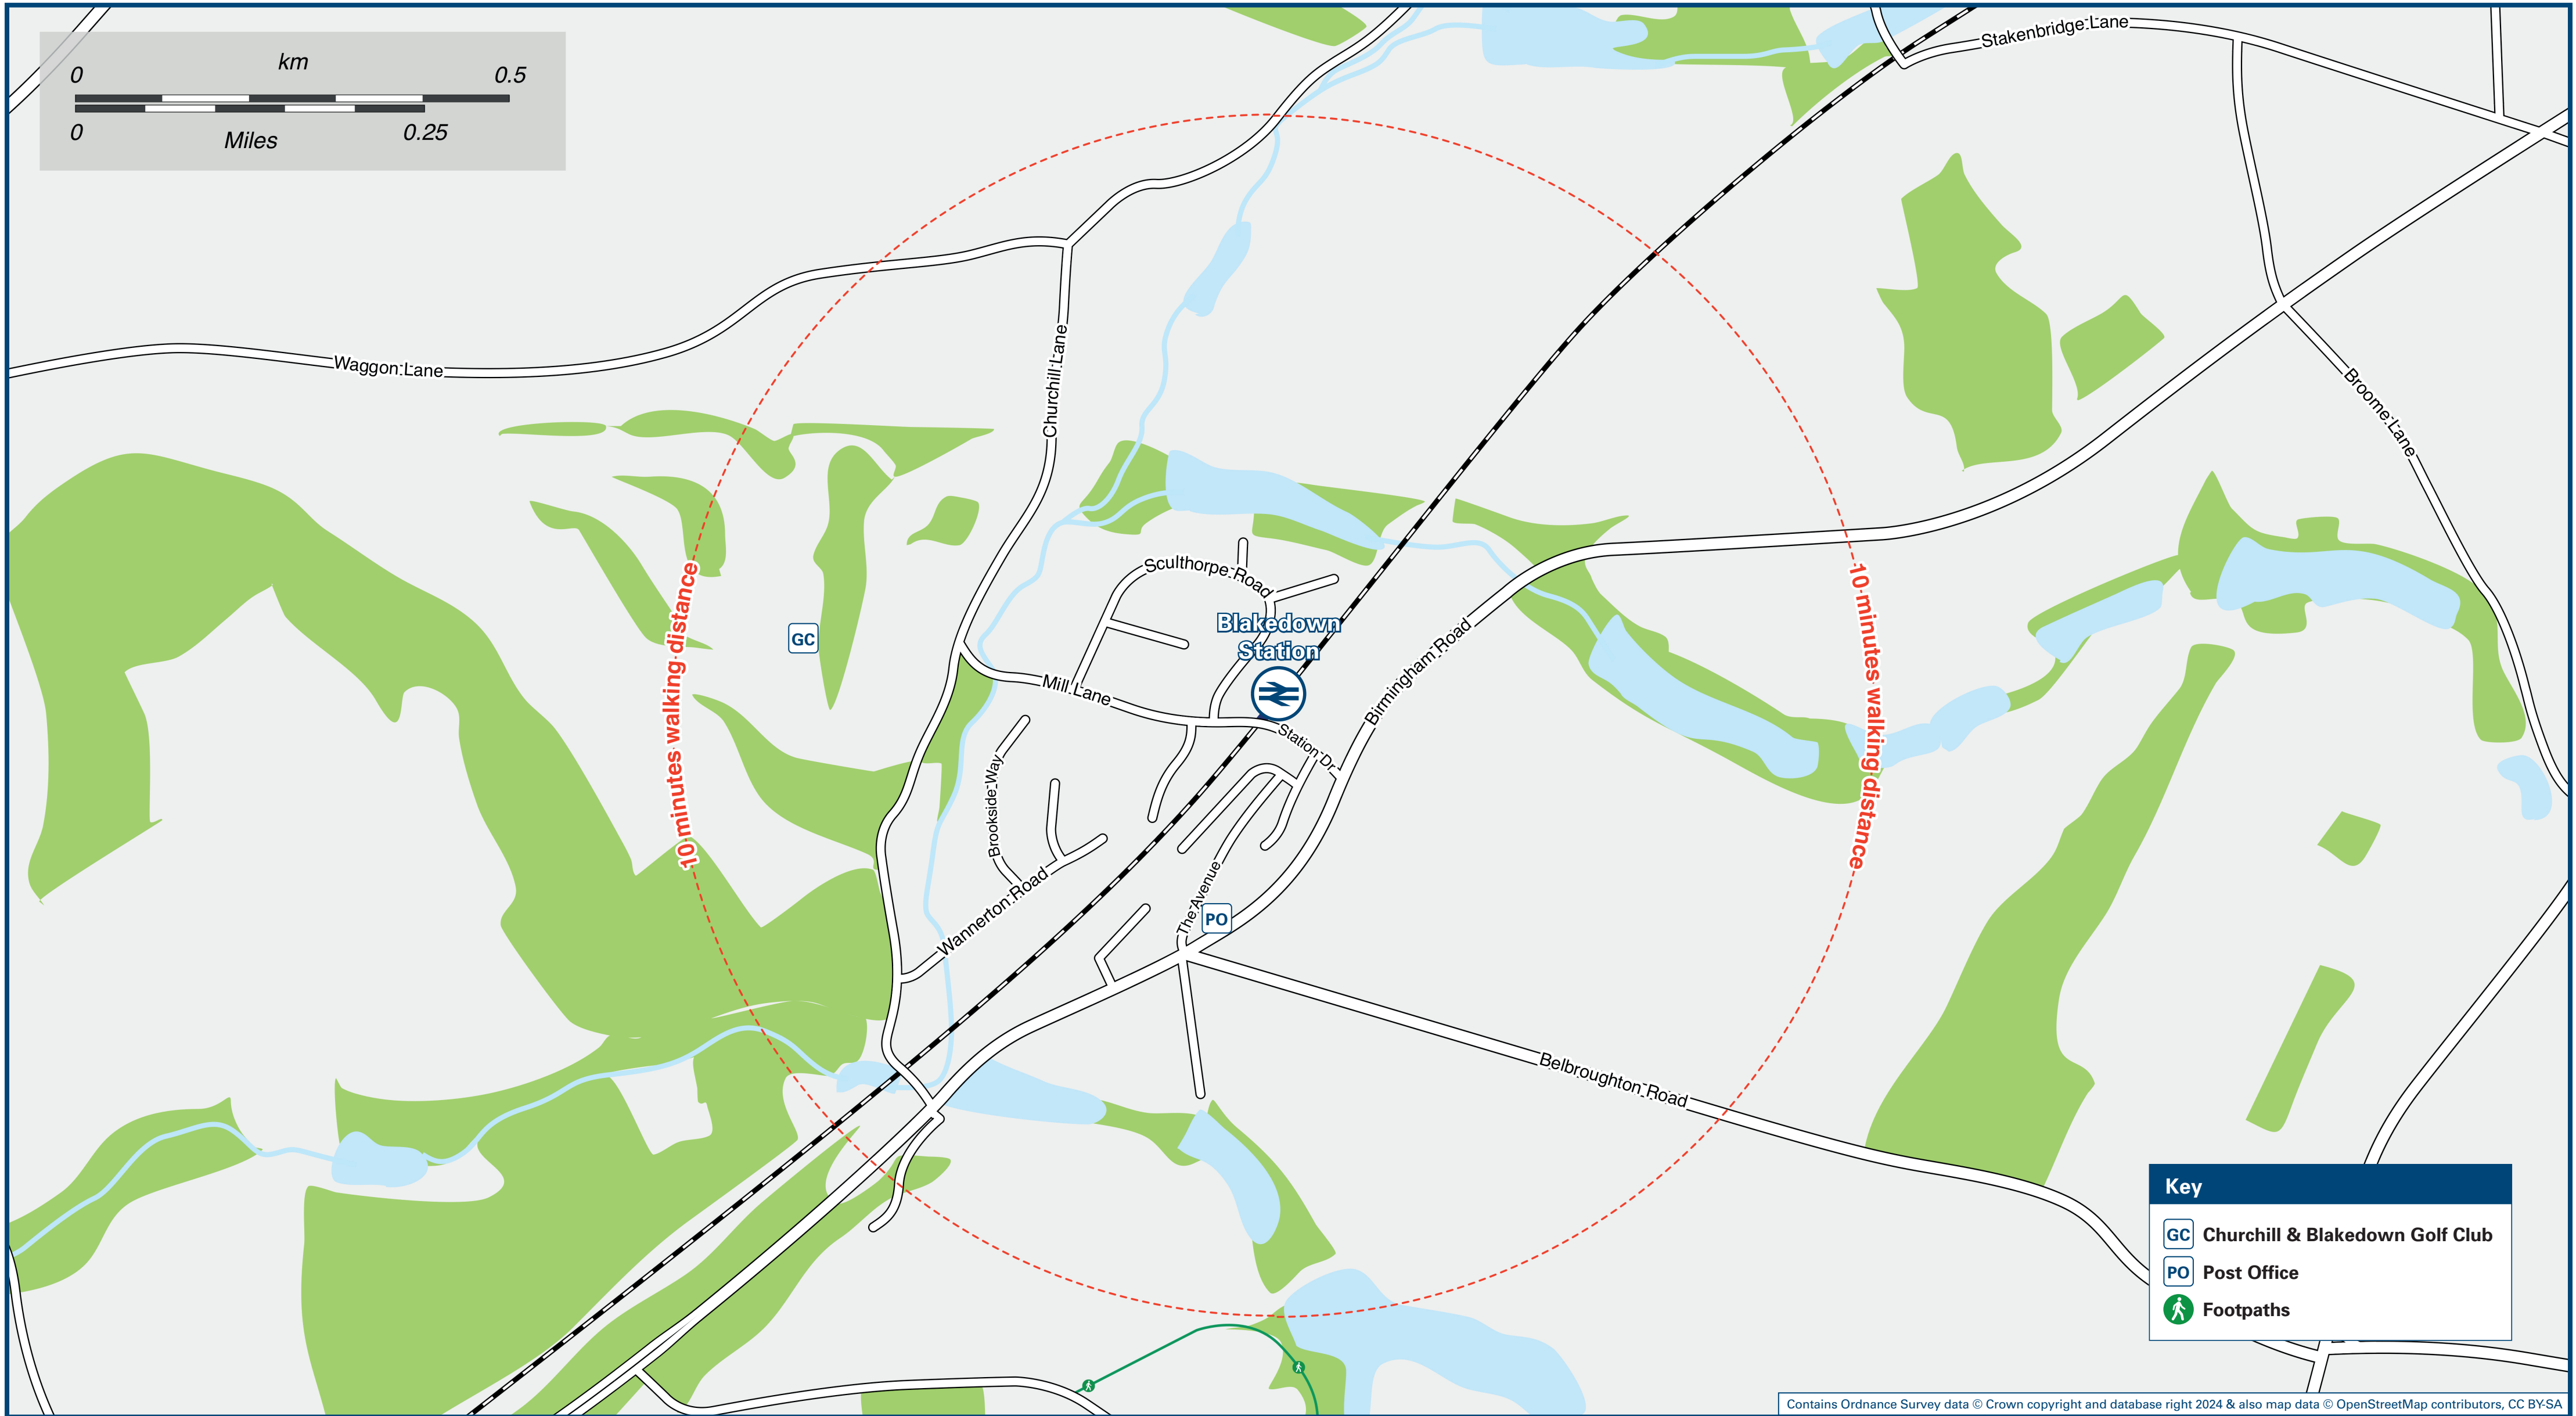 km
0 0.5
0 0.25
Miles
Stakenbridge Lane
Waggon Lane
Churchill Lane
Broome Lane
Sculthorpe Road
10 minutes walking distance
10 minutes walking distance
GC
Blakedown
Station
Birmingham Road
Mill Lane
Station Dr
Brookside Way
Wannerton Road
The Avenue
PO
Belbroughton Road
Key
GC Churchill & Blakedown Golf Club
PO Post Office
Footpaths
Contains Ordnance Survey data © Crown copyright and database right 2024 & also map data © OpenStreetMap contributors, CC BY-SA